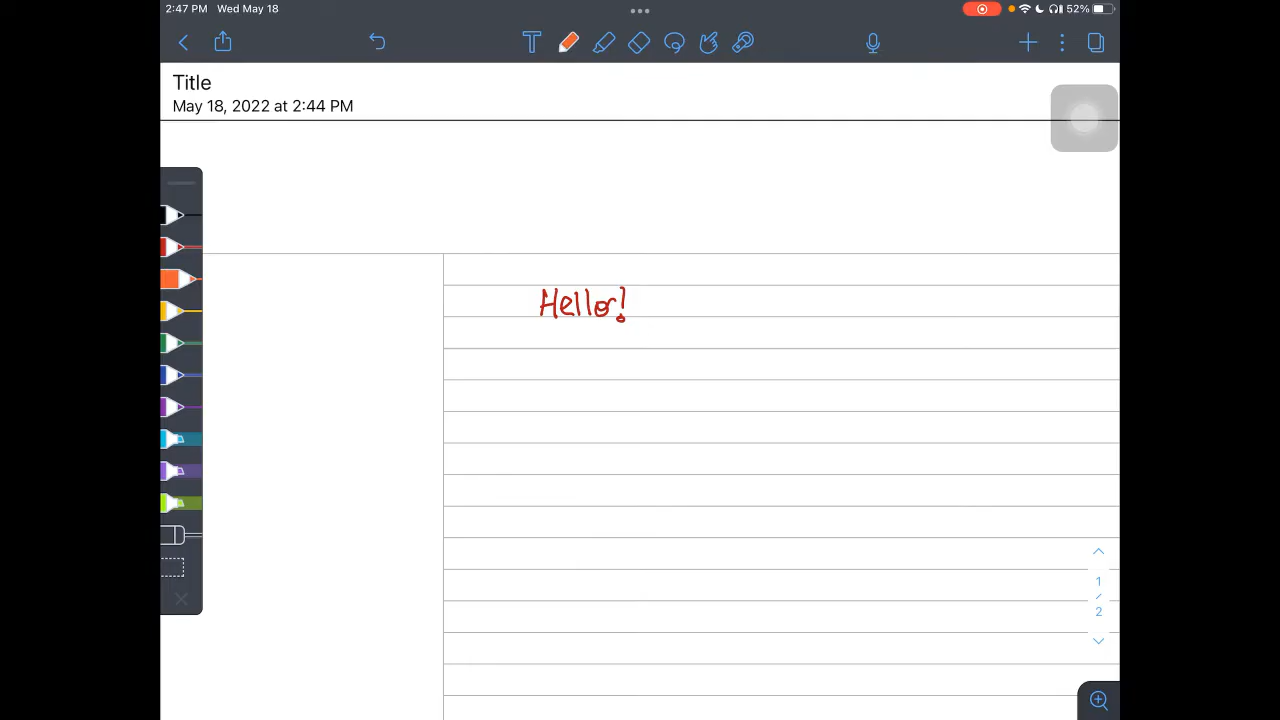 2:47 PM Wed May 18
52%
Title
May 18, 2022 at 2:44 PM
Hello!
1
/
2